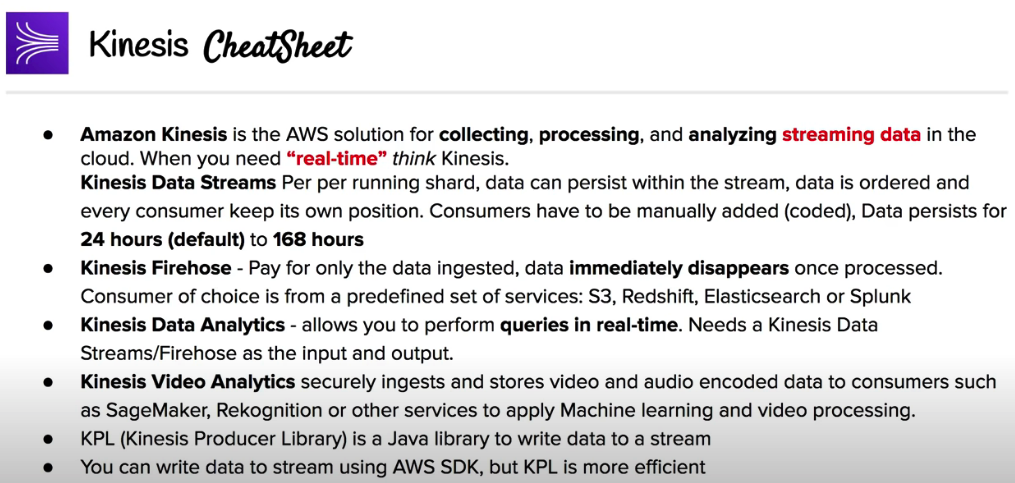 Kinesis CheatSheet
● Amazon Kinesis is the AWS solution for collecting, processing, and analyzing streaming data in the
cloud. When you need “real-time” think Kinesis.
Kinesis Data Streams Per per running shard, data can persist within the stream, data is ordered and
every consumer keep its own position. Consumers have to be manually added (coded), Data persists for
24 hours (default) to 168 hours
● Kinesis Firehose - Pay for only the data ingested, data immediately disappears once processed.
Consumer of choice is from a predefined set of services: S3, Redshift, Elasticsearch or Splunk
● Kinesis Data Analytics - allows you to perform queries in real-time. Needs a Kinesis Data
Streams/Firehose as the input and output.
● Kinesis Video Analytics securely ingests and stores video and audio encoded data to consumers such
as SageMaker, Rekognition or other services to apply Machine learning and video processing.
● KPL (Kinesis Producer Library) is a Java library to write data to a stream
● You can write data to stream using AWS SDK, but KPL is more efficient